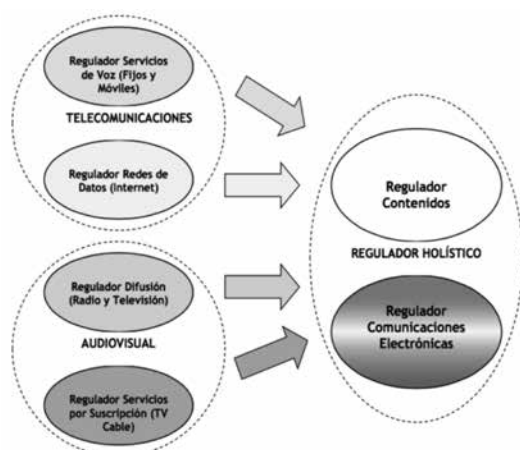 Regulador Servicios
de Voz (Fijos y
Móviles)
TELECOMUNICACIONES
Regulador Redes de
Datos (Internet)
Regulador Difusión
(Radio y Televisión)
AUDIOVISUAL
Regulador Servicios
por Suscripción (TV
Cable)
Regulador
Contenidos
REGULADOR HOLÍSTICO
Regulador
Comunicaciones
Electrónicas